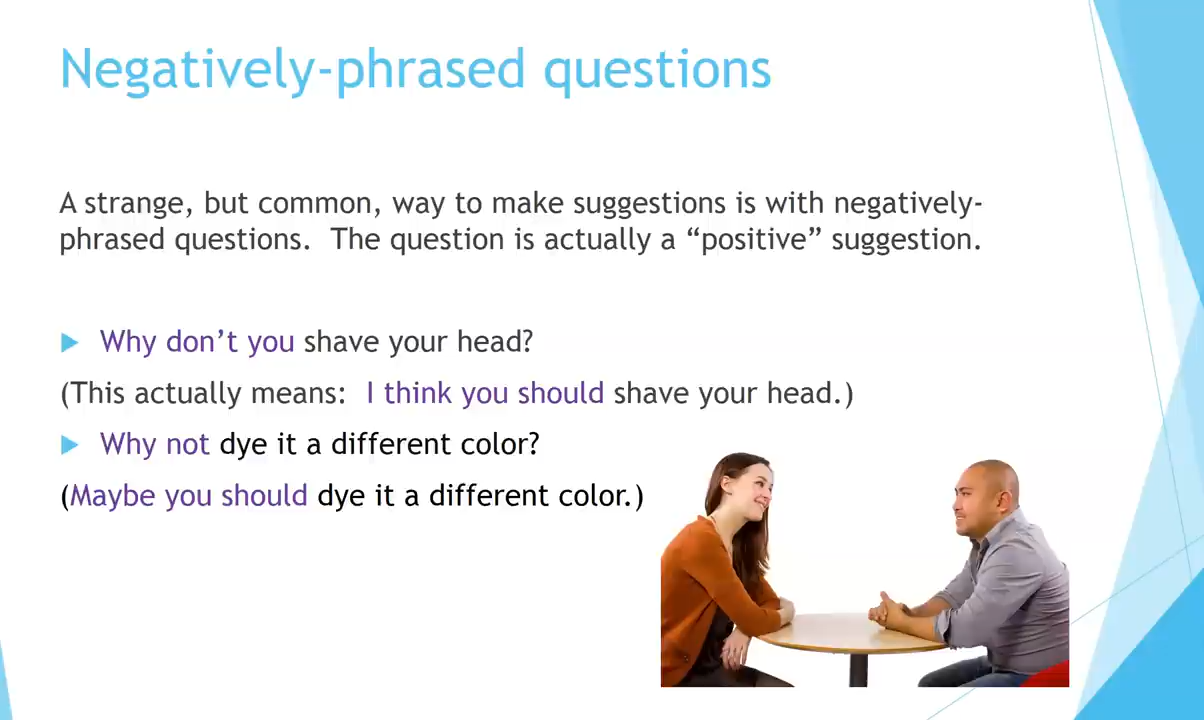 Negatively-phrased questions
A strange, but common, way to make suggestions is with negatively-
phrased questions.  The question is actually a “positive” suggestion.
Why don’t you shave your head?
(This actually means:  I think you should shave your head.)
Why not dye it a different color?
(Maybe you should dye it a different color.)